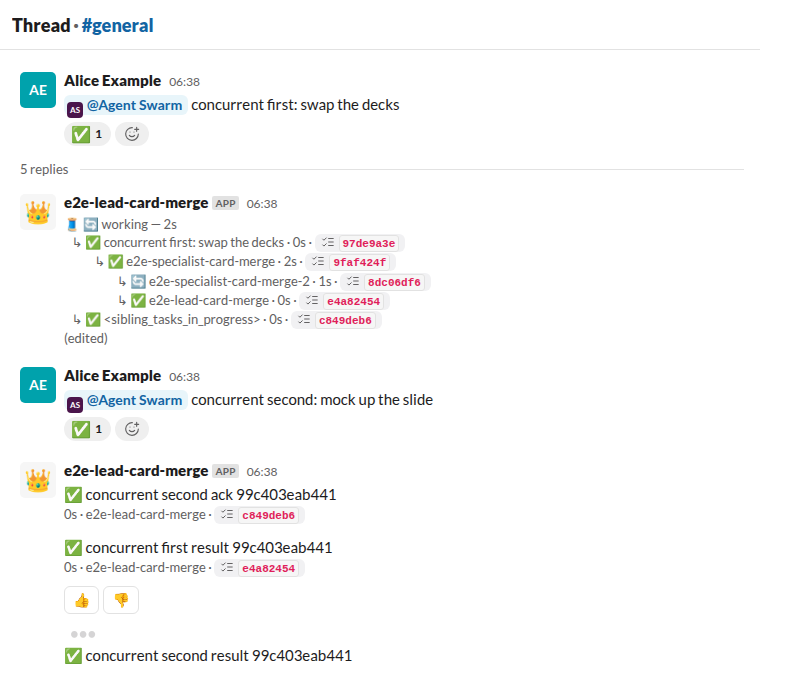 Thread · #general
AE
Alice Example 06:38
AS @Agent Swarm concurrent first: swap the decks
✅ 1
5 replies
e2e-lead-card-merge APP 06:38
🧵 🔄 working — 2s
↳ ✅ concurrent first: swap the decks · 0s · 97de9a3e
↳ ✅ e2e-specialist-card-merge · 2s · 9faf424f
↳ 🔄 e2e-specialist-card-merge-2 · 1s · 8dc06df6
↳ ✅ e2e-lead-card-merge · 0s · e4a82454
↳ ✅ <sibling_tasks_in_progress> · 0s · c849deb6
(edited)
AE
Alice Example 06:38
AS @Agent Swarm concurrent second: mock up the slide
✅ 1
e2e-lead-card-merge APP 06:38
✅ concurrent second ack 99c403eab441
0s · e2e-lead-card-merge · c849deb6
✅ concurrent first result 99c403eab441
0s · e2e-lead-card-merge · e4a82454
👍 👎
✅ concurrent second result 99c403eab441